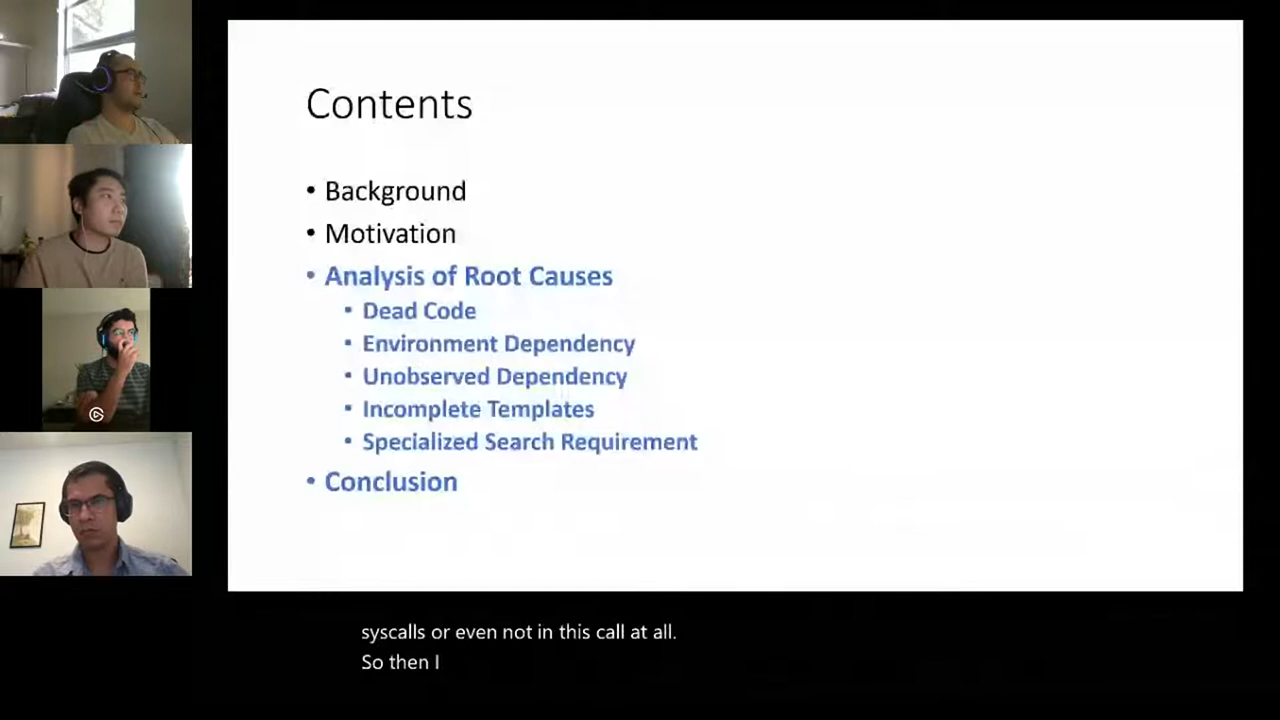 Contents
• Background
• Motivation
• Analysis of Root Causes
• Dead Code
• Environment Dependency
• Unobserved Dependency
• Incomplete Templates
• Specialized Search Requirement
• Conclusion
syscalls or even not in this call at all.
So then I